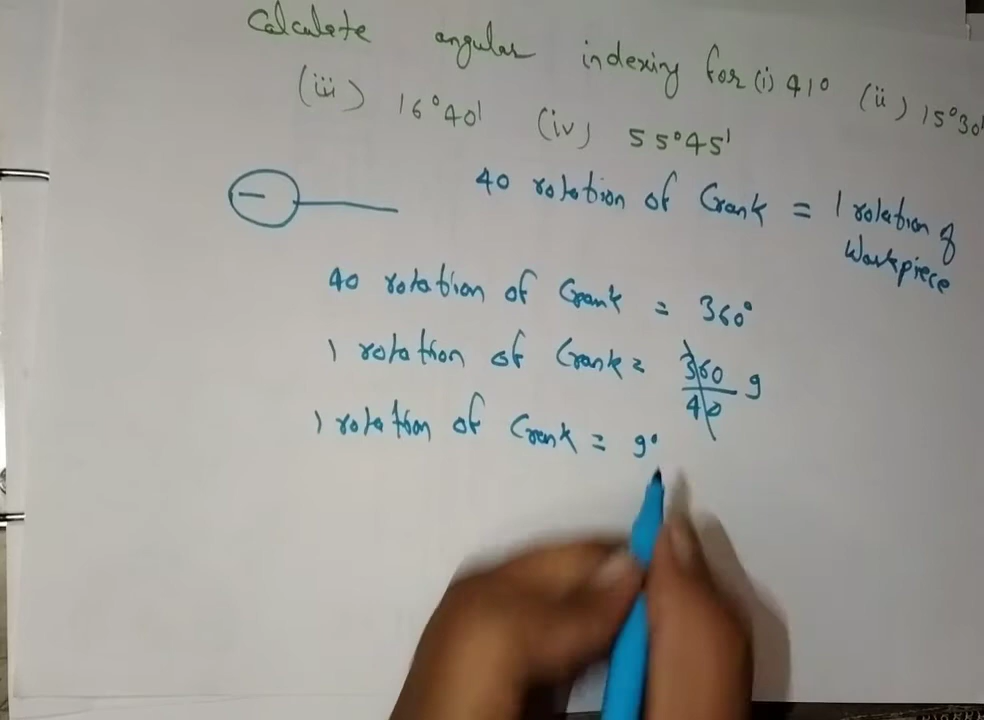 Calculate angular indexing for (i) 41° (ii) 15°30'
(iii) 16°40' (iv) 55°45'
40 rotation of Crank = 1 rotation of
Workpiece
40 rotation of Crank = 360°
1 rotation of Crank = 360/40 9
1 rotation of Crank = 9°